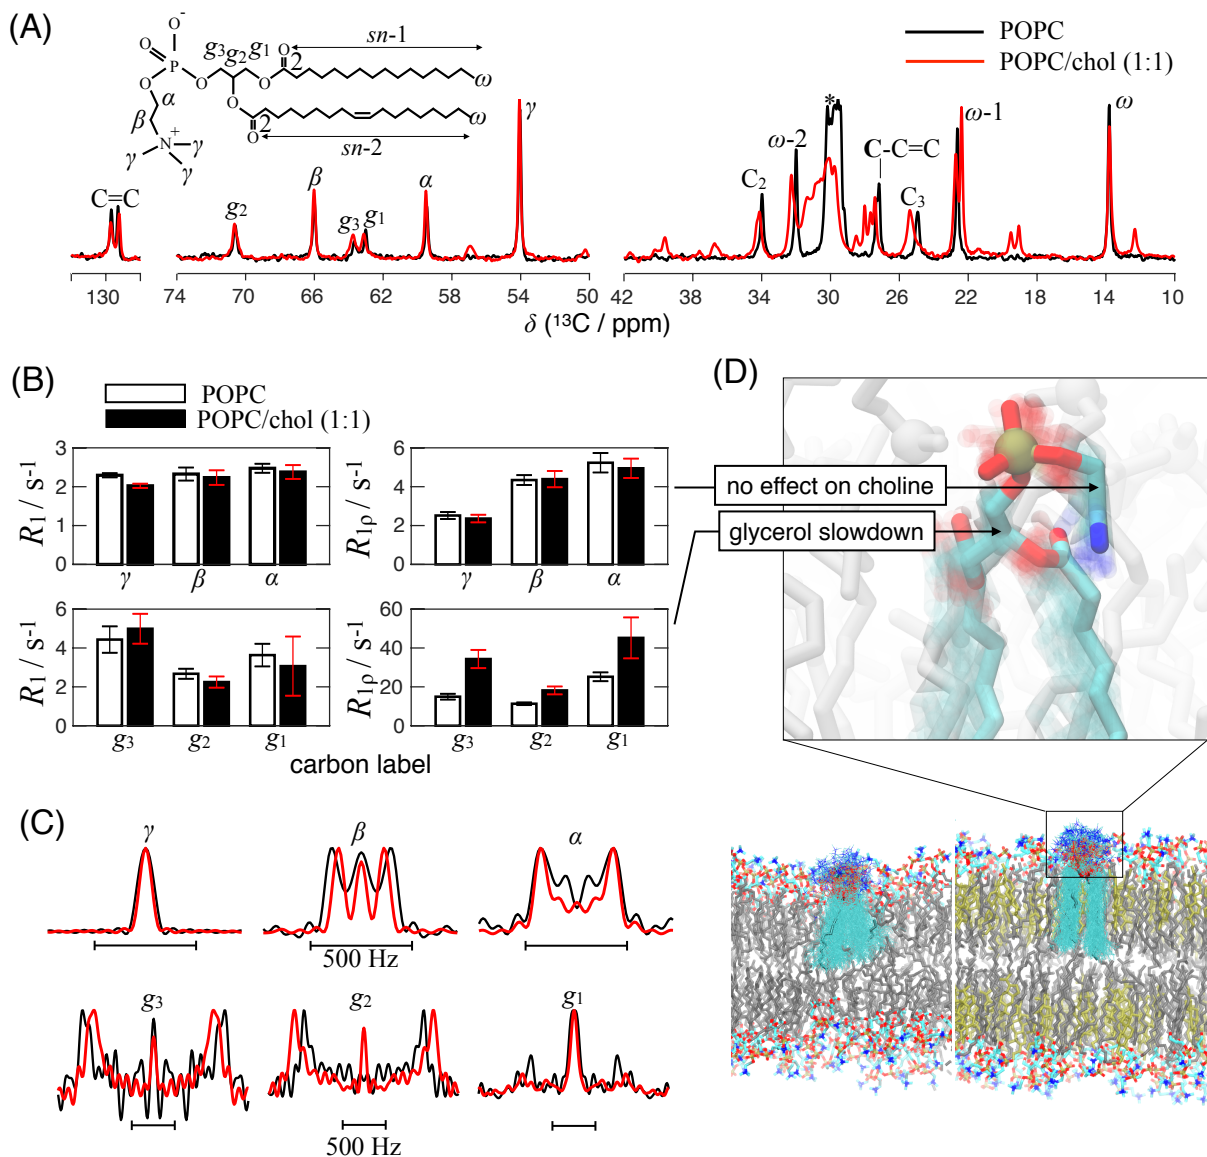 (A)
O⁻
O
P
O
O
g3
g2
g1
O
O
2
sn-1
ω
O
O
2
sn-2
ω
α
β
N⁺
γ
γ
γ
POPC
POPC/chol (1:1)
C=C
g2
β
g3
g1
α
γ
C2
ω-2
*
C-C=C
C3
ω-1
ω
130 74 70 66 62 58 54 50 42 38 34 30 26 22 18 14 10
δ (¹³C / ppm)
(B)
POPC
POPC/chol (1:1)
R1 / s⁻¹
3
2
1
0
γ β α
R1ρ / s⁻¹
6
4
2
0
γ β α
R1 / s⁻¹
6
4
2
0
g3 g2 g1
R1ρ / s⁻¹
60
40
20
0
g3 g2 g1
carbon label
(C)
γ
β
α
500 Hz
g3
g2
g1
500 Hz
(D)
no effect on choline
glycerol slowdown